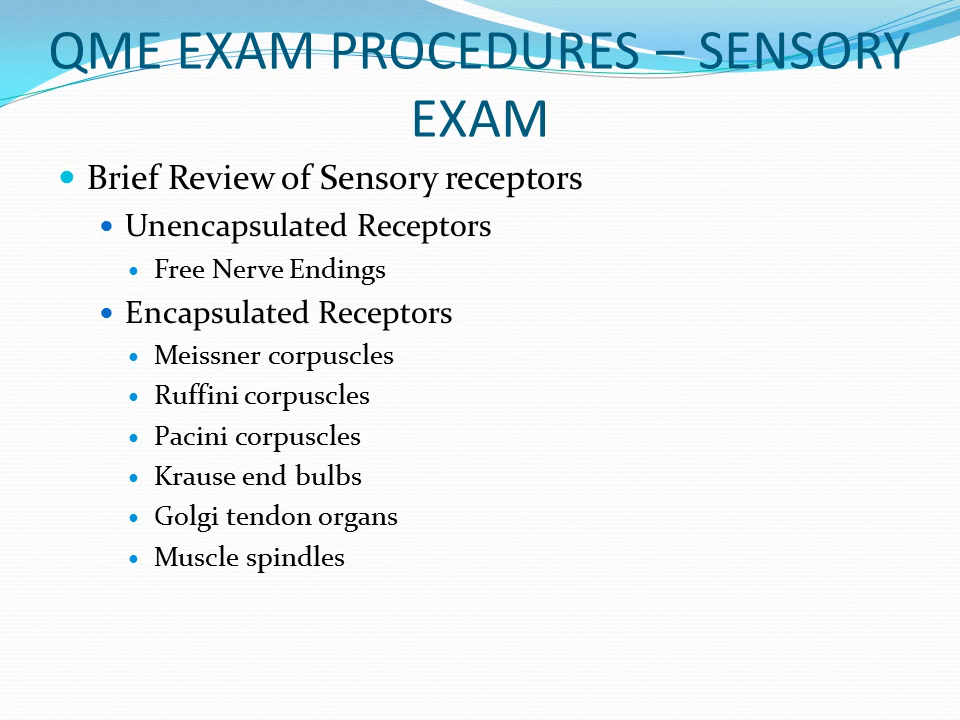 QME EXAM PROCEDURES – SENSORY
EXAM
Brief Review of Sensory receptors
Unencapsulated Receptors
Free Nerve Endings
Encapsulated Receptors
Meissner corpuscles
Ruffini corpuscles
Pacini corpuscles
Krause end bulbs
Golgi tendon organs
Muscle spindles